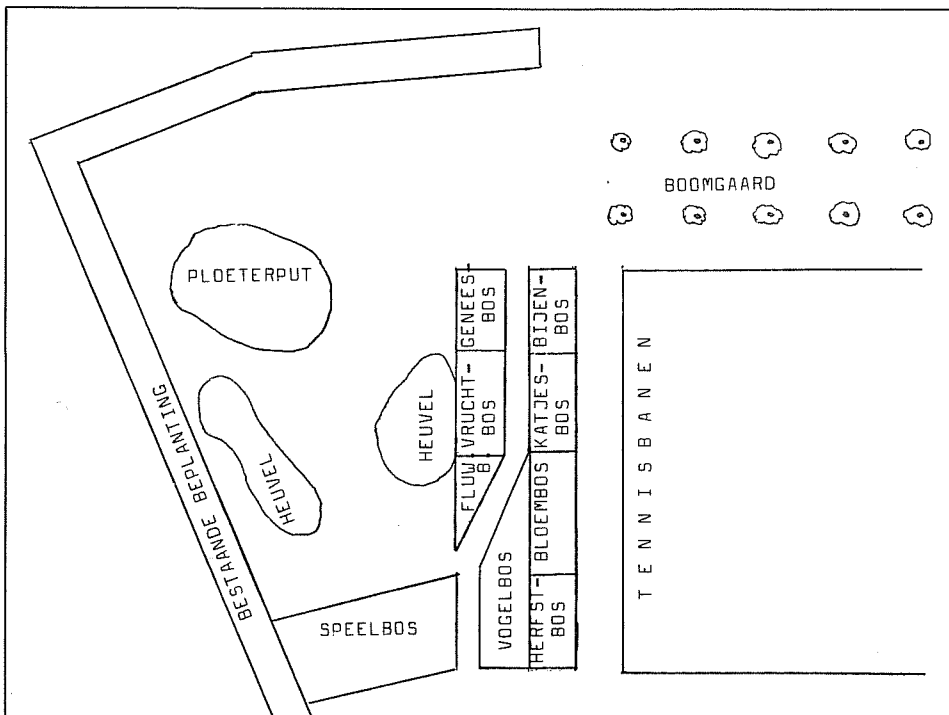 BOOMGAARD
PLOETERPUT
GENEES-
BOS
BIJEN-
BOS
VRUCHT-
BOS
KATJES-
BOS
HEUVEL
HEUVEL
FLUW.
B.
BLOEMBOS
VOGELBOS
HERFST-
BOS
SPEELBOS
BESTAANDE BEPLANTING
TENNISBANEN